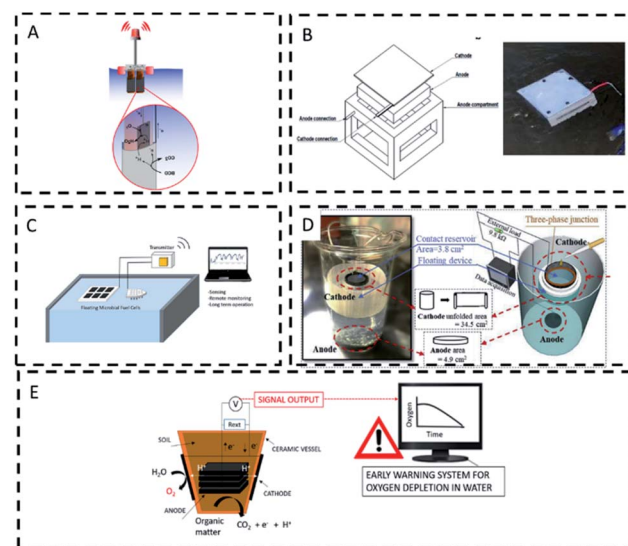 A
B
Cathode
Anode
Anode compartment
Anode connection
Cathode connection
C
Transmitter
-Sensing
-Remote monitoring
-Long term operation
Floating Microbial Fuel Cells
D
External load
Three-phase junction
Cathode
Contact reservoir
Area=3.8 cm²
Floating device
Data acquisition
Cathode
Cathode unfolded area
= 34.5 cm²
Anode
Anode
Anode area
= 4.9 cm²
E
V
SIGNAL OUTPUT
Rext
SOIL
e⁻
e⁻
CERAMIC VESSEL
H⁺
H⁺
H₂O
O₂
CATHODE
ANODE
Organic
matter
CO₂ + e⁻ + H⁺
Oxygen
Time
EARLY WARNING SYSTEM FOR
OXYGEN DEPLETION IN WATER